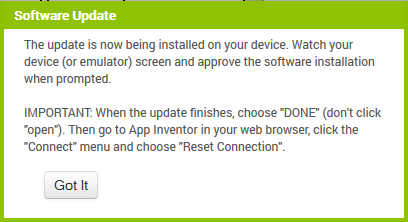 Software Update
The update is now being installed on your device. Watch your
device (or emulator) screen and approve the software installation
when prompted.
IMPORTANT: When the update finishes, choose "DONE" (don't click
"open"). Then go to App Inventor in your web browser, click the
"Connect" menu and choose "Reset Connection".
Got It